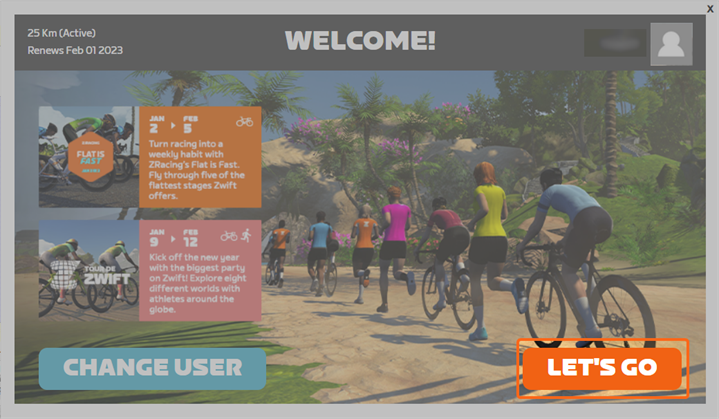 X
25 Km (Active)
Renews Feb 01 2023
WELCOME!
FLAT IS
FAST
JAN FEB
2 ▸ 5
Turn racing into a
weekly habit with
ZRacing's Flat is Fast.
Fly through five of the
flattest stages Zwift
offers.
TOUR DE
ZWIFT
JAN FEB
9 ▸ 12
Kick off the new year
with the biggest party
on Zwift! Explore eight
different worlds with
athletes around the
globe.
CHANGE USER
LET'S GO